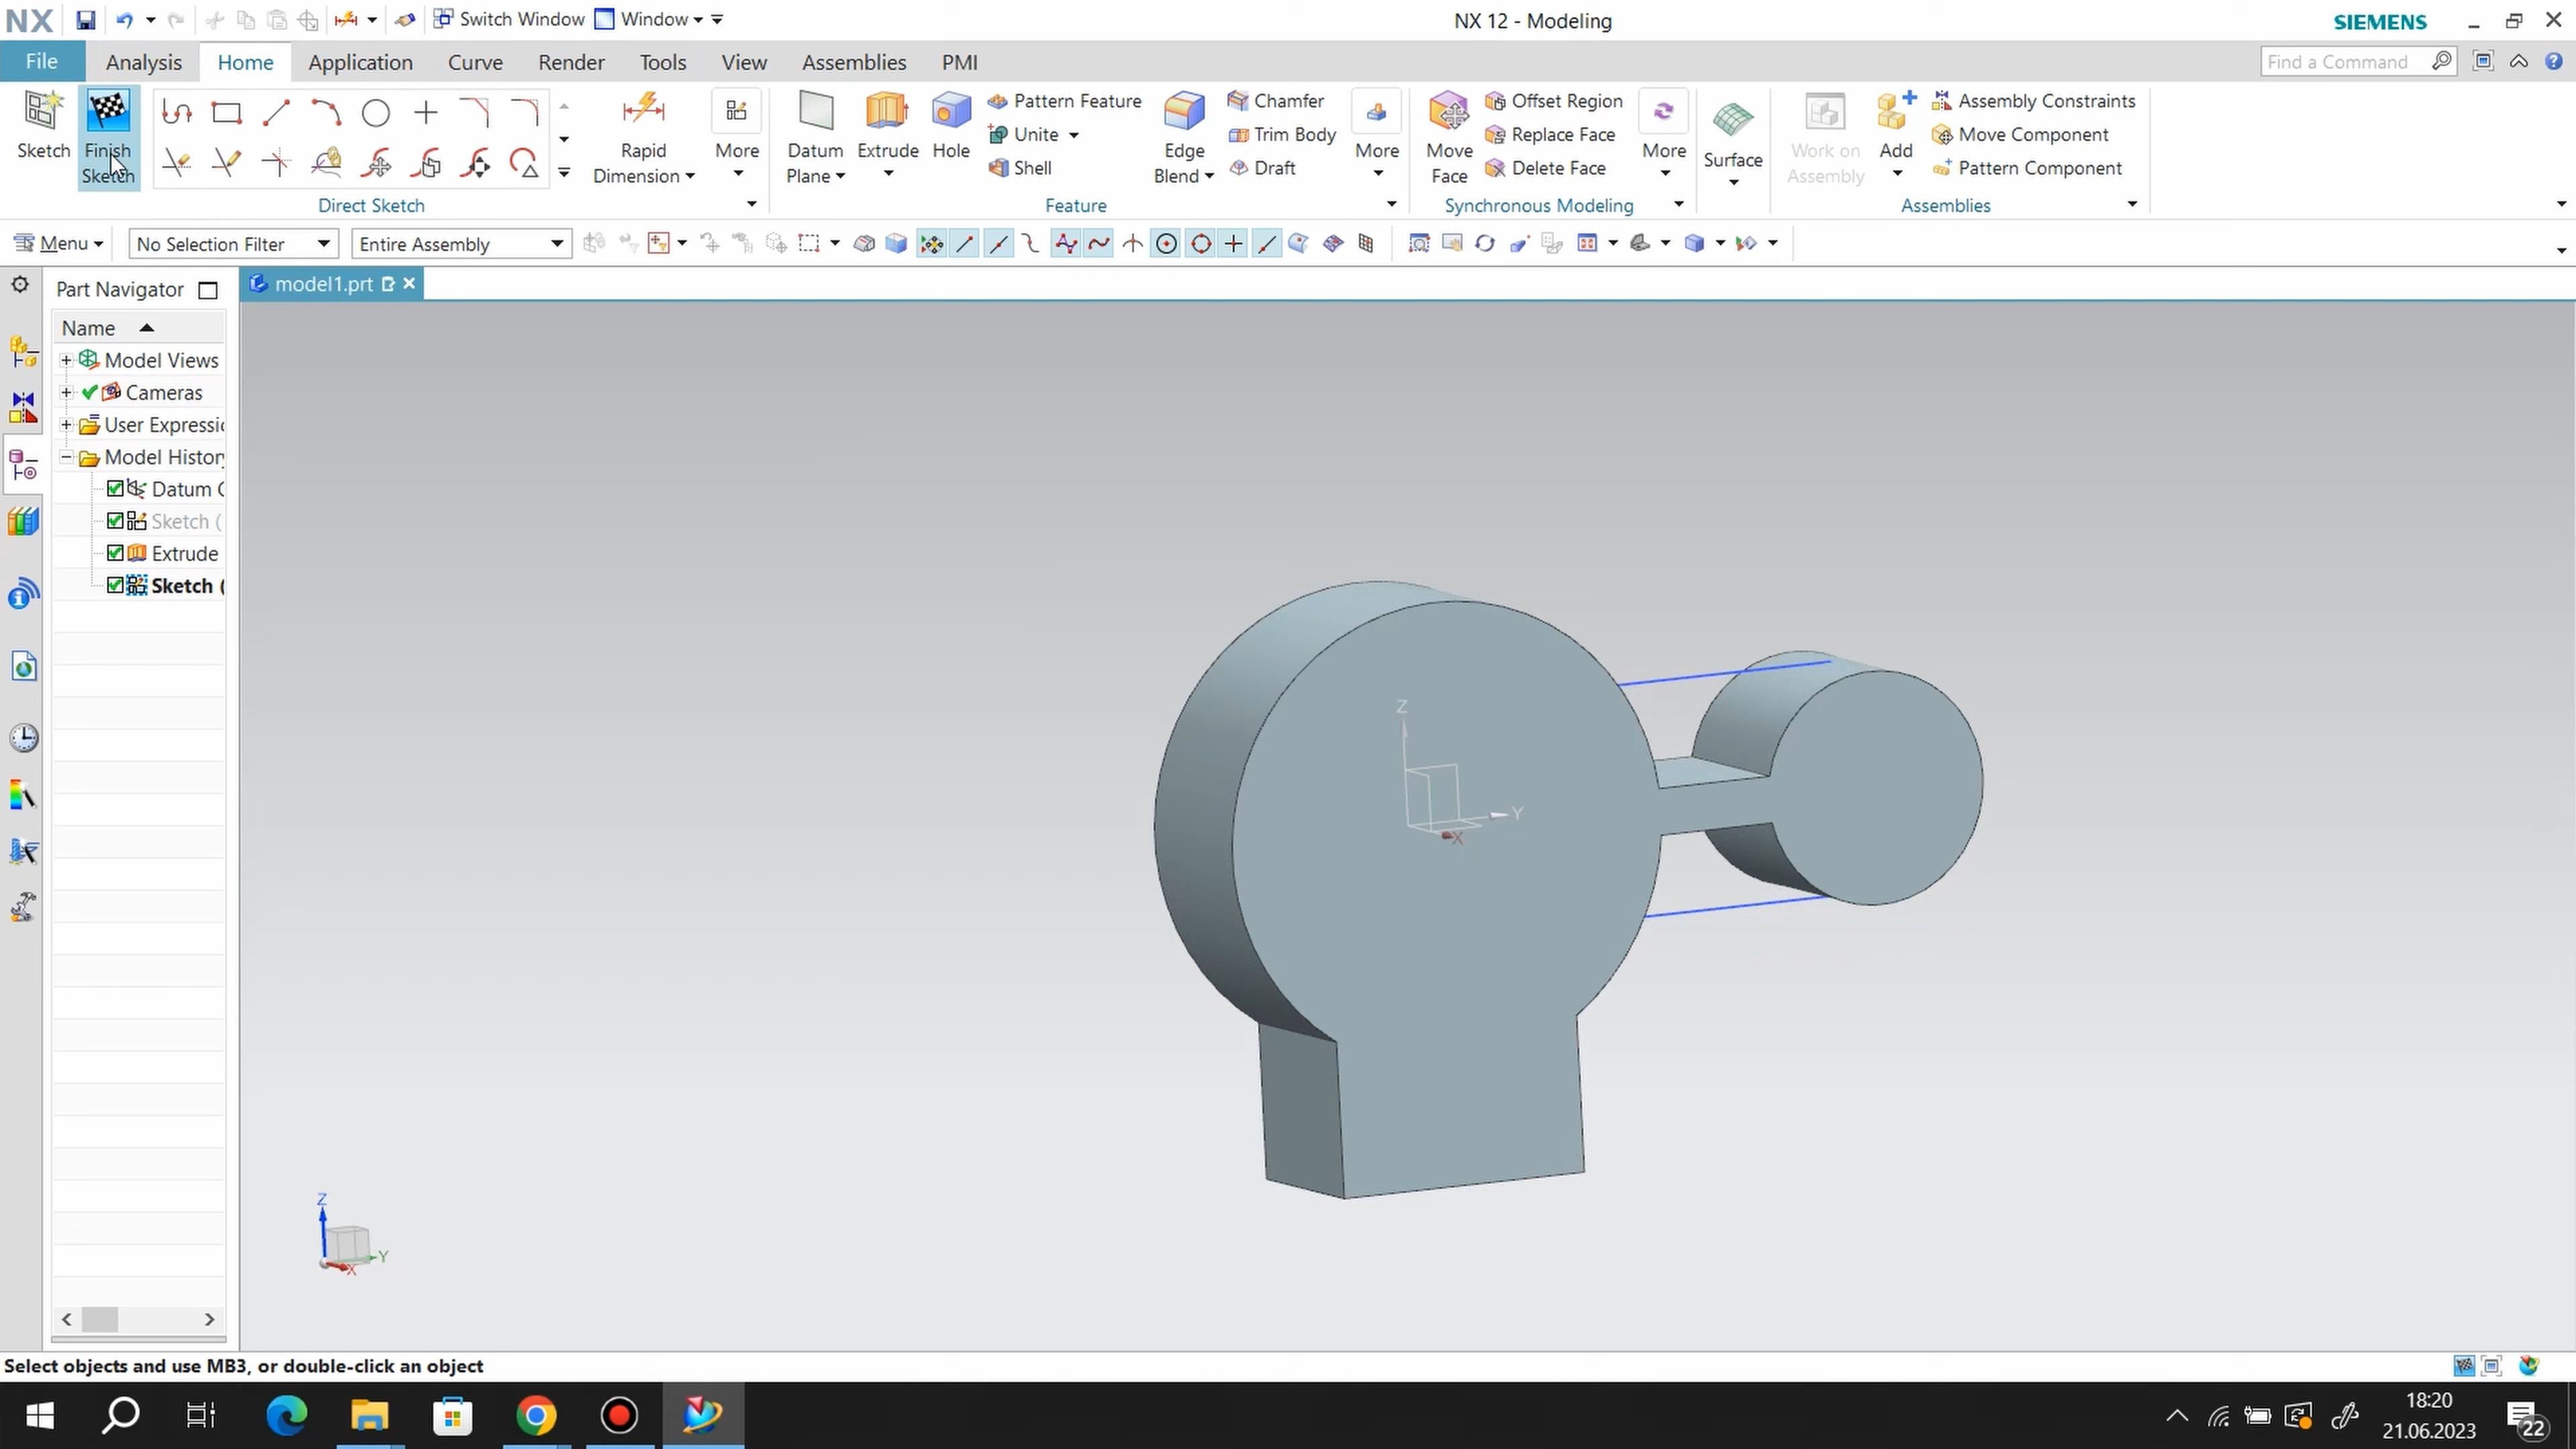 NX
Switch Window
Window
NX 12 - Modeling
SIEMENS
File
Analysis
Home
Application
Curve
Render
Tools
View
Assemblies
PMI
Find a Command
Sketch
Finish
Sketch
Direct Sketch
Rapid
Dimension
More
Datum
Plane
Extrude
Hole
Pattern Feature
Unite
Shell
Feature
Edge
Blend
Chamfer
Trim Body
Draft
More
Move
Face
Offset Region
Replace Face
Delete Face
Synchronous Modeling
More
Surface
Work on
Assembly
Add
Assembly Constraints
Move Component
Pattern Component
Assemblies
Menu
No Selection Filter
Entire Assembly
Part Navigator
model1.prt
Name
Model Views
Cameras
User Expressi
Model Histor
Datum C
Sketch (
Extrude
Sketch (
Z
Y
X
Z
Y
X
Select objects and use MB3, or double-click an object
18:20
21.06.2023
22